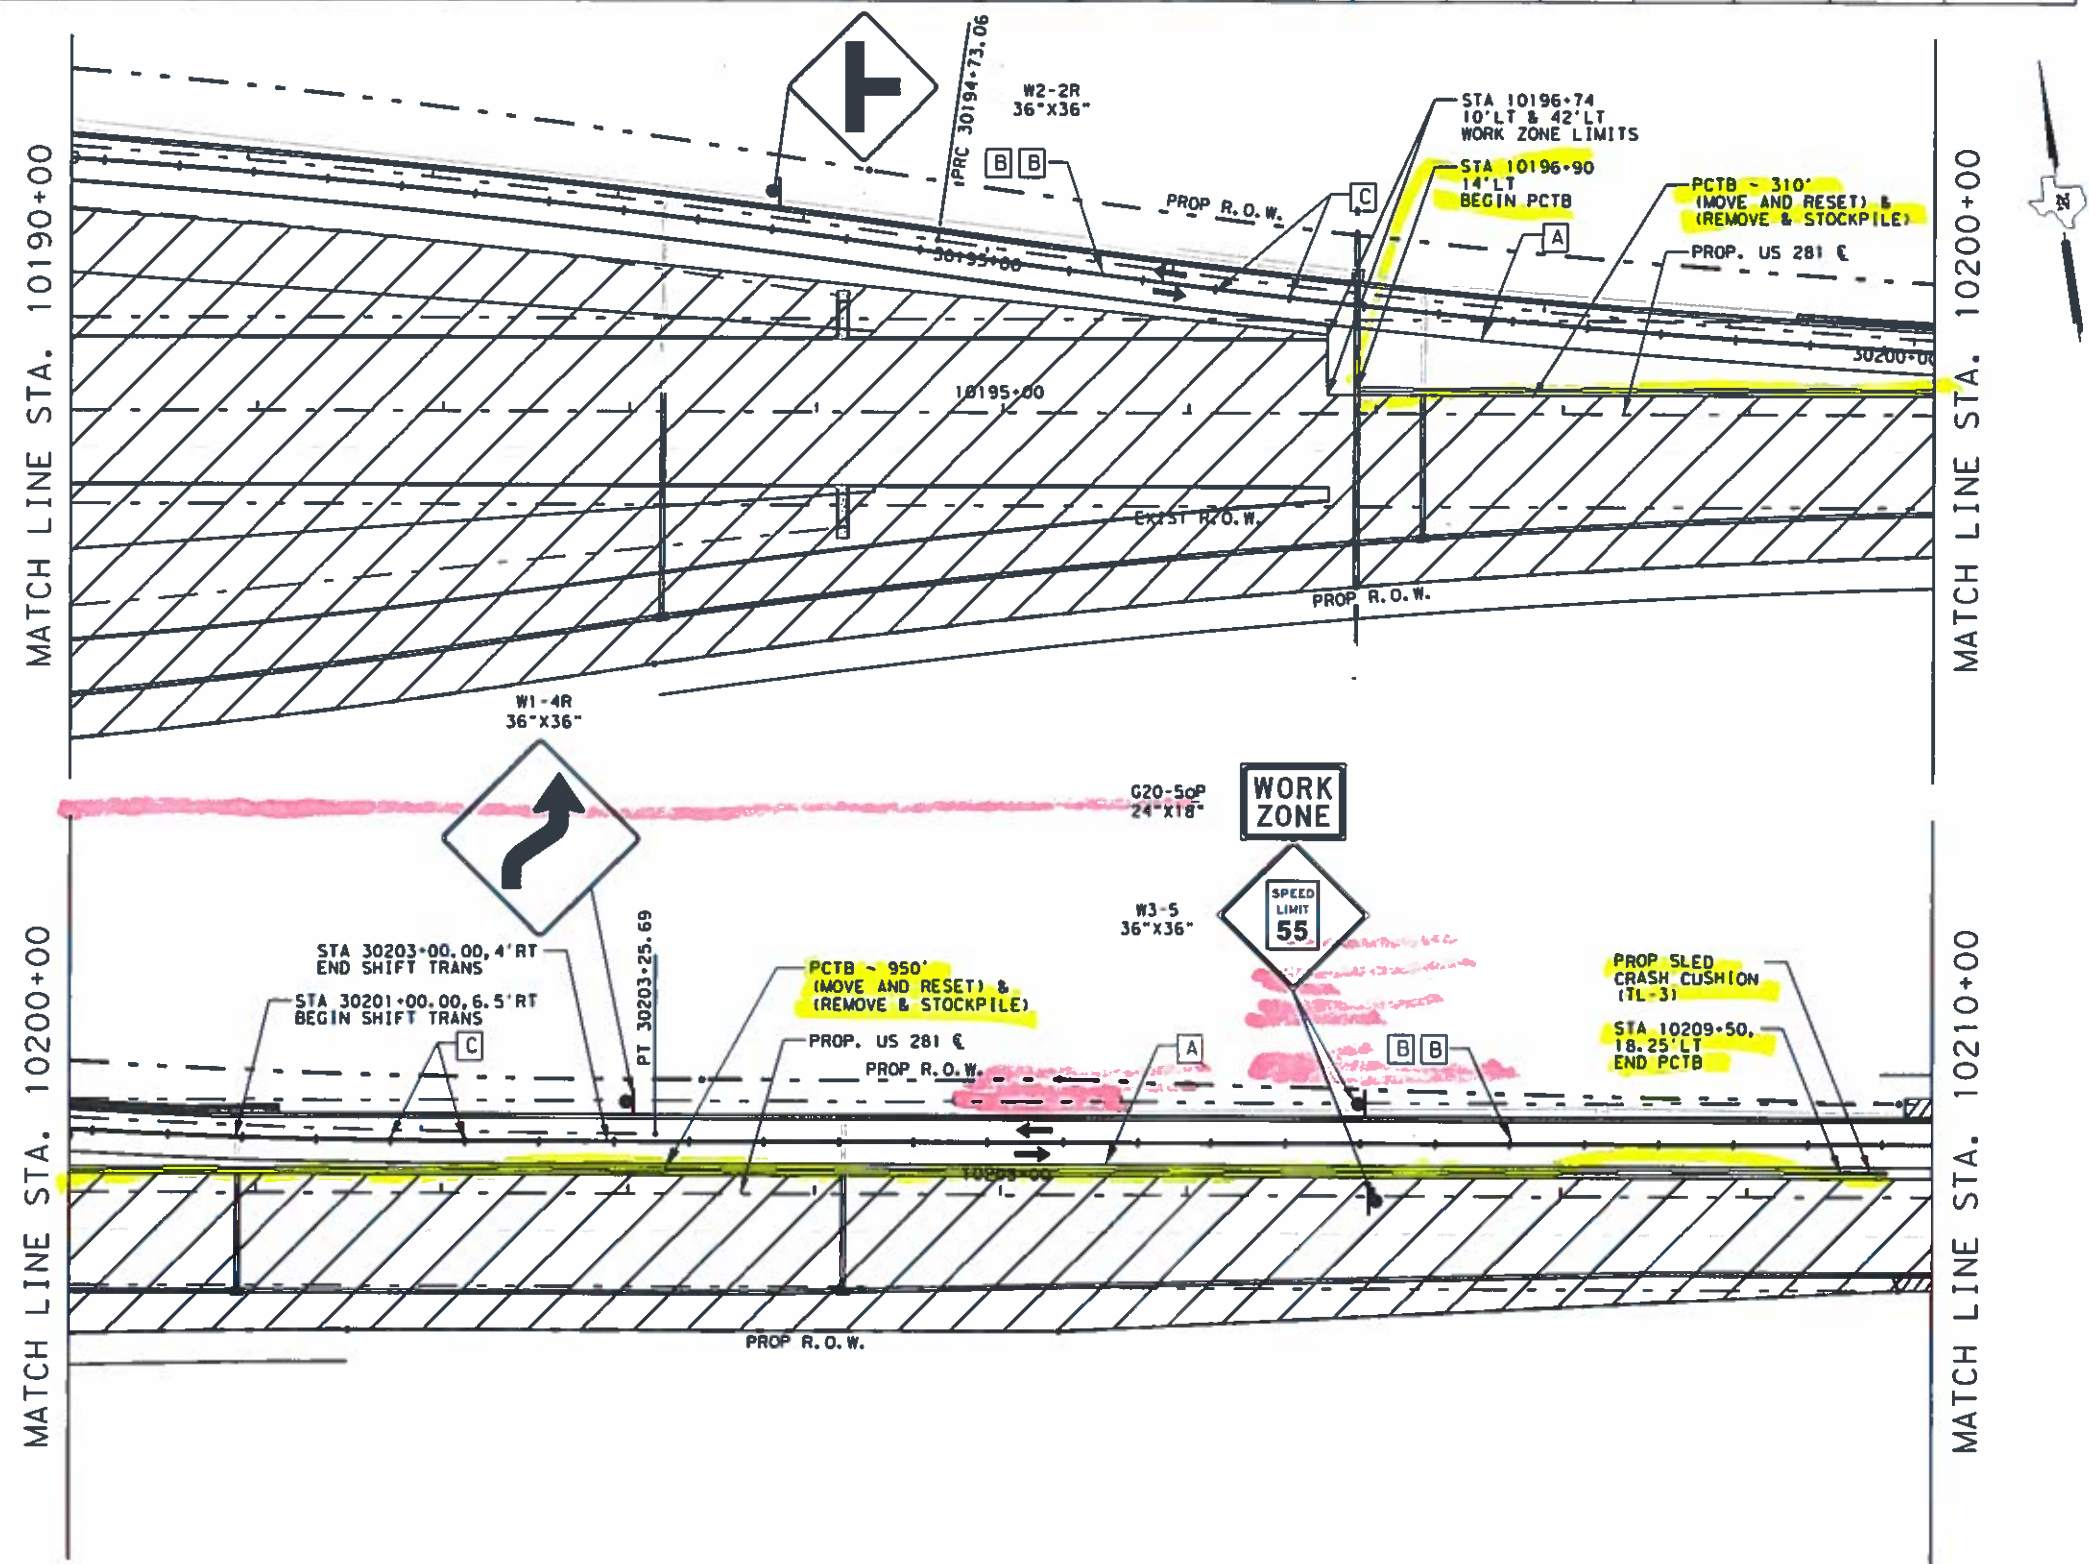 MATCH LINE STA. 10190+00
PRC 30194+73.06
W2-2R
36"X36"
B B
PROP R.O.W.
C
STA 10196+74
10'LT & 42'LT
WORK ZONE LIMITS
STA 10196+90
14'LT
BEGIN PCTB
PCTB - 310'
(MOVE AND RESET) &
(REMOVE & STOCKPILE)
A
PROP. US 281 ℄
30195+00
30200+00
10195+00
EXIST R.O.W.
PROP R.O.W.
MATCH LINE STA. 10200+00
MATCH LINE STA. 10200+00
W1-4R
36"X36"
G20-5aP
24"X18"
WORK
ZONE
W3-5
36"X36"
SPEED
LIMIT
55
STA 30203+00.00,4'RT
END SHIFT TRANS
STA 30201+00.00,6.5'RT
BEGIN SHIFT TRANS
C
PT 30203+25.69
PCTB - 950'
(MOVE AND RESET) &
(REMOVE & STOCKPILE)
PROP. US 281 ℄
PROP R.O.W.
A
B B
PROP SLED
CRASH CUSHION
(TL-3)
STA 10209+50,
18.25'LT
END PCTB
PROP R.O.W.
MATCH LINE STA. 10210+00